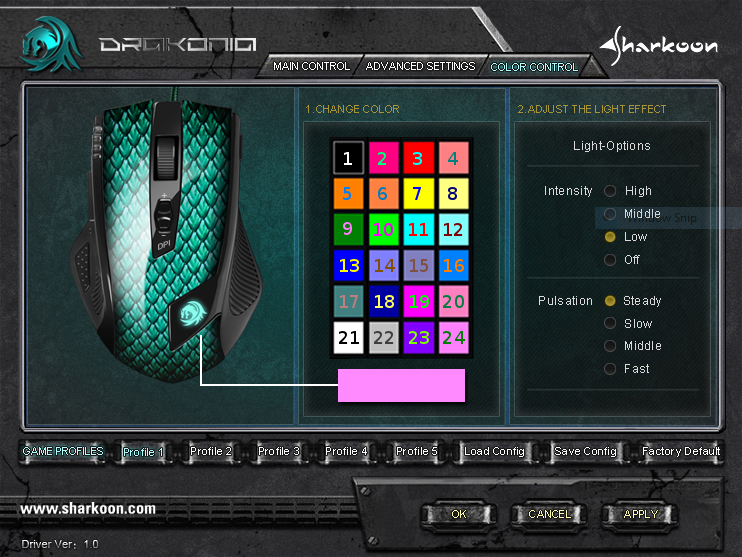 DRAKONIA
Sharkoon
MAIN CONTROL ADVANCED SETTINGS COLOR CONTROL
1.CHANGE COLOR
2.ADJUST THE LIGHT EFFECT
DPI
1 2 3 4
5 6 7 8
9 10 11 12
13 14 15 16
17 18 19 20
21 22 23 24
Light-Options
Intensity High
Middle
Snip
Low
Off
Pulsation Steady
Slow
Middle
Fast
GAME PROFILES Profile 1 Profile 2 Profile 3 Profile 4 Profile 5 Load Config Save Config Factory Default
www.sharkoon.com
OK CANCEL APPLY
Driver Ver: 1.0